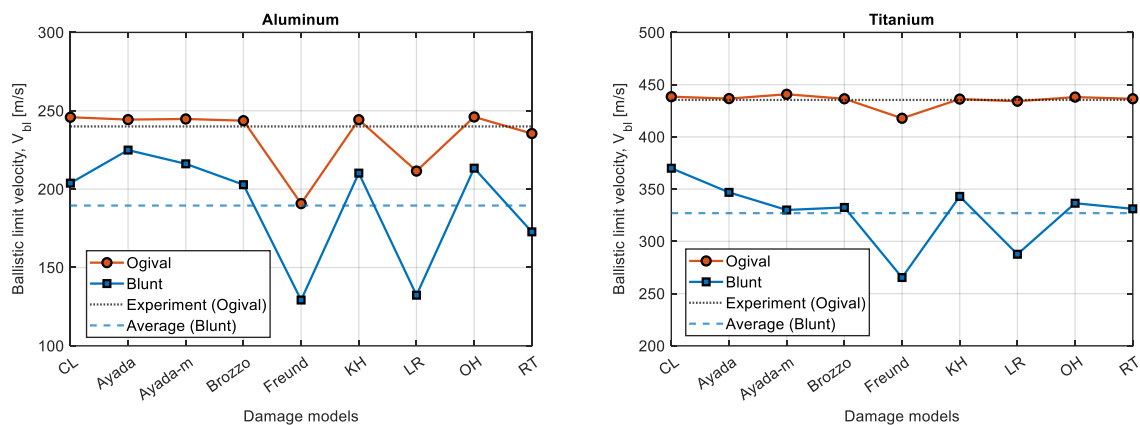 Aluminum
Ballistic limit velocity, V_bl [m/s]
300
250
200
150
100
Ogival
Blunt
Experiment (Ogival)
Average (Blunt)
CL
Ayada
Ayada-m
Brozzo
Freund
KH
LR
OH
RT
Damage models
Titanium
Ballistic limit velocity, V_bl [m/s]
500
450
400
350
300
250
200
Ogival
Blunt
Experiment (Ogival)
Average (Blunt)
CL
Ayada
Ayada-m
Brozzo
Freund
KH
LR
OH
RT
Damage models